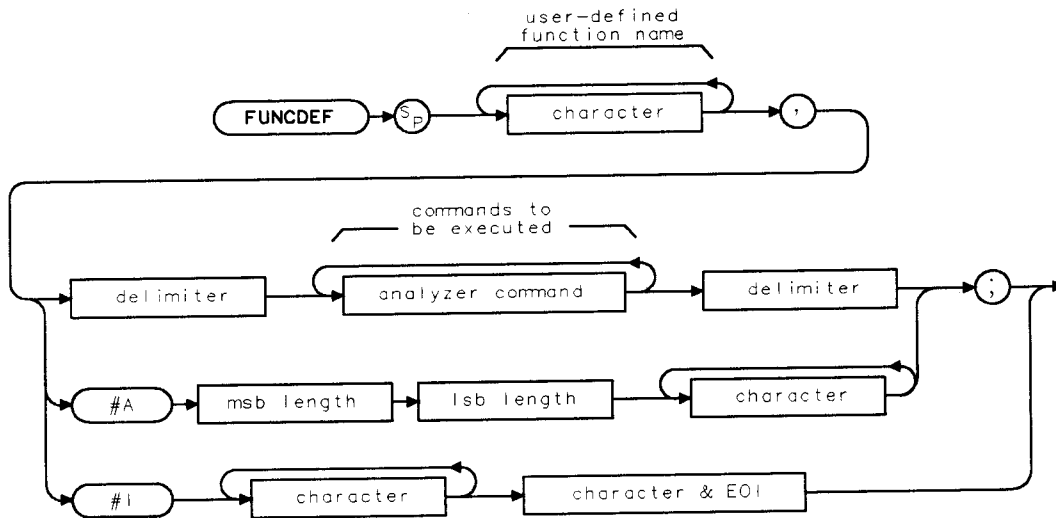 user-defined
function name
FUNCDEF SP character ,
commands to
be executed
delimiter analyzer command delimiter ;
#A msb length lsb length character
#I character character & EOI